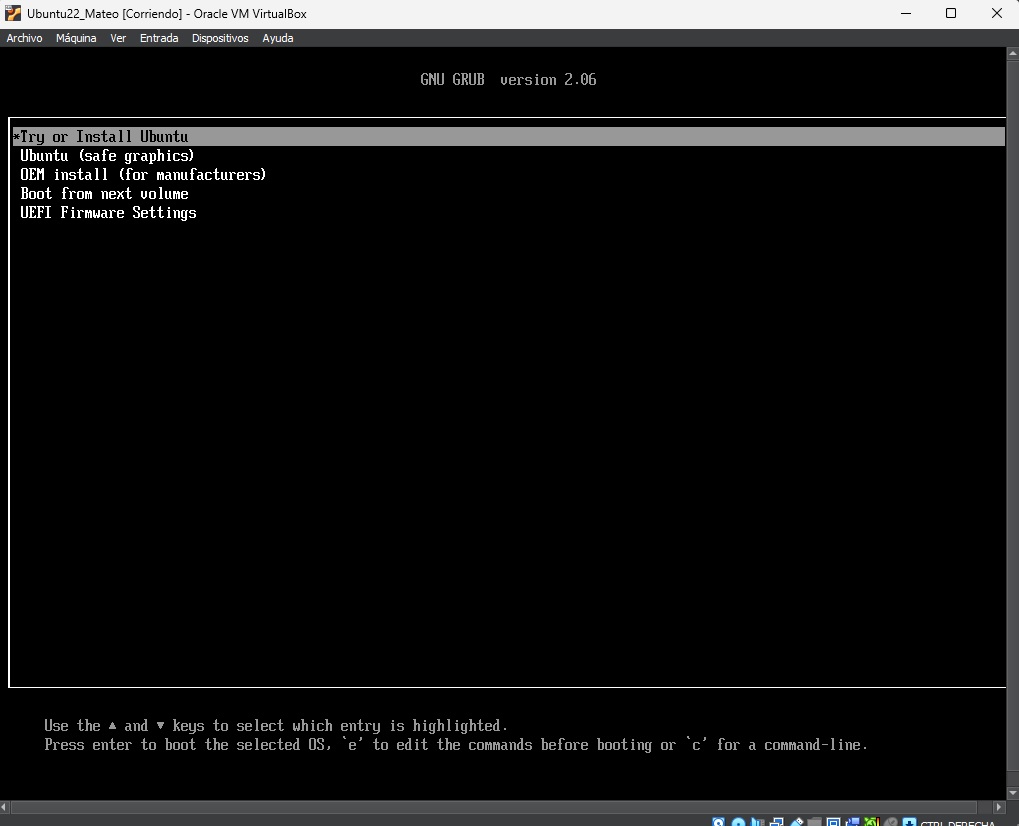 Ubuntu22_Mateo [Corriendo] - Oracle VM VirtualBox
Archivo Máquina Ver Entrada Dispositivos Ayuda
GNU GRUB version 2.06
*Try or Install Ubuntu
Ubuntu (safe graphics)
OEM install (for manufacturers)
Boot from next volume
UEFI Firmware Settings
Use the ▲ and ▼ keys to select which entry is highlighted.
Press enter to boot the selected OS, `e' to edit the commands before booting or `c' for a command-line.
CTRL DERECHA